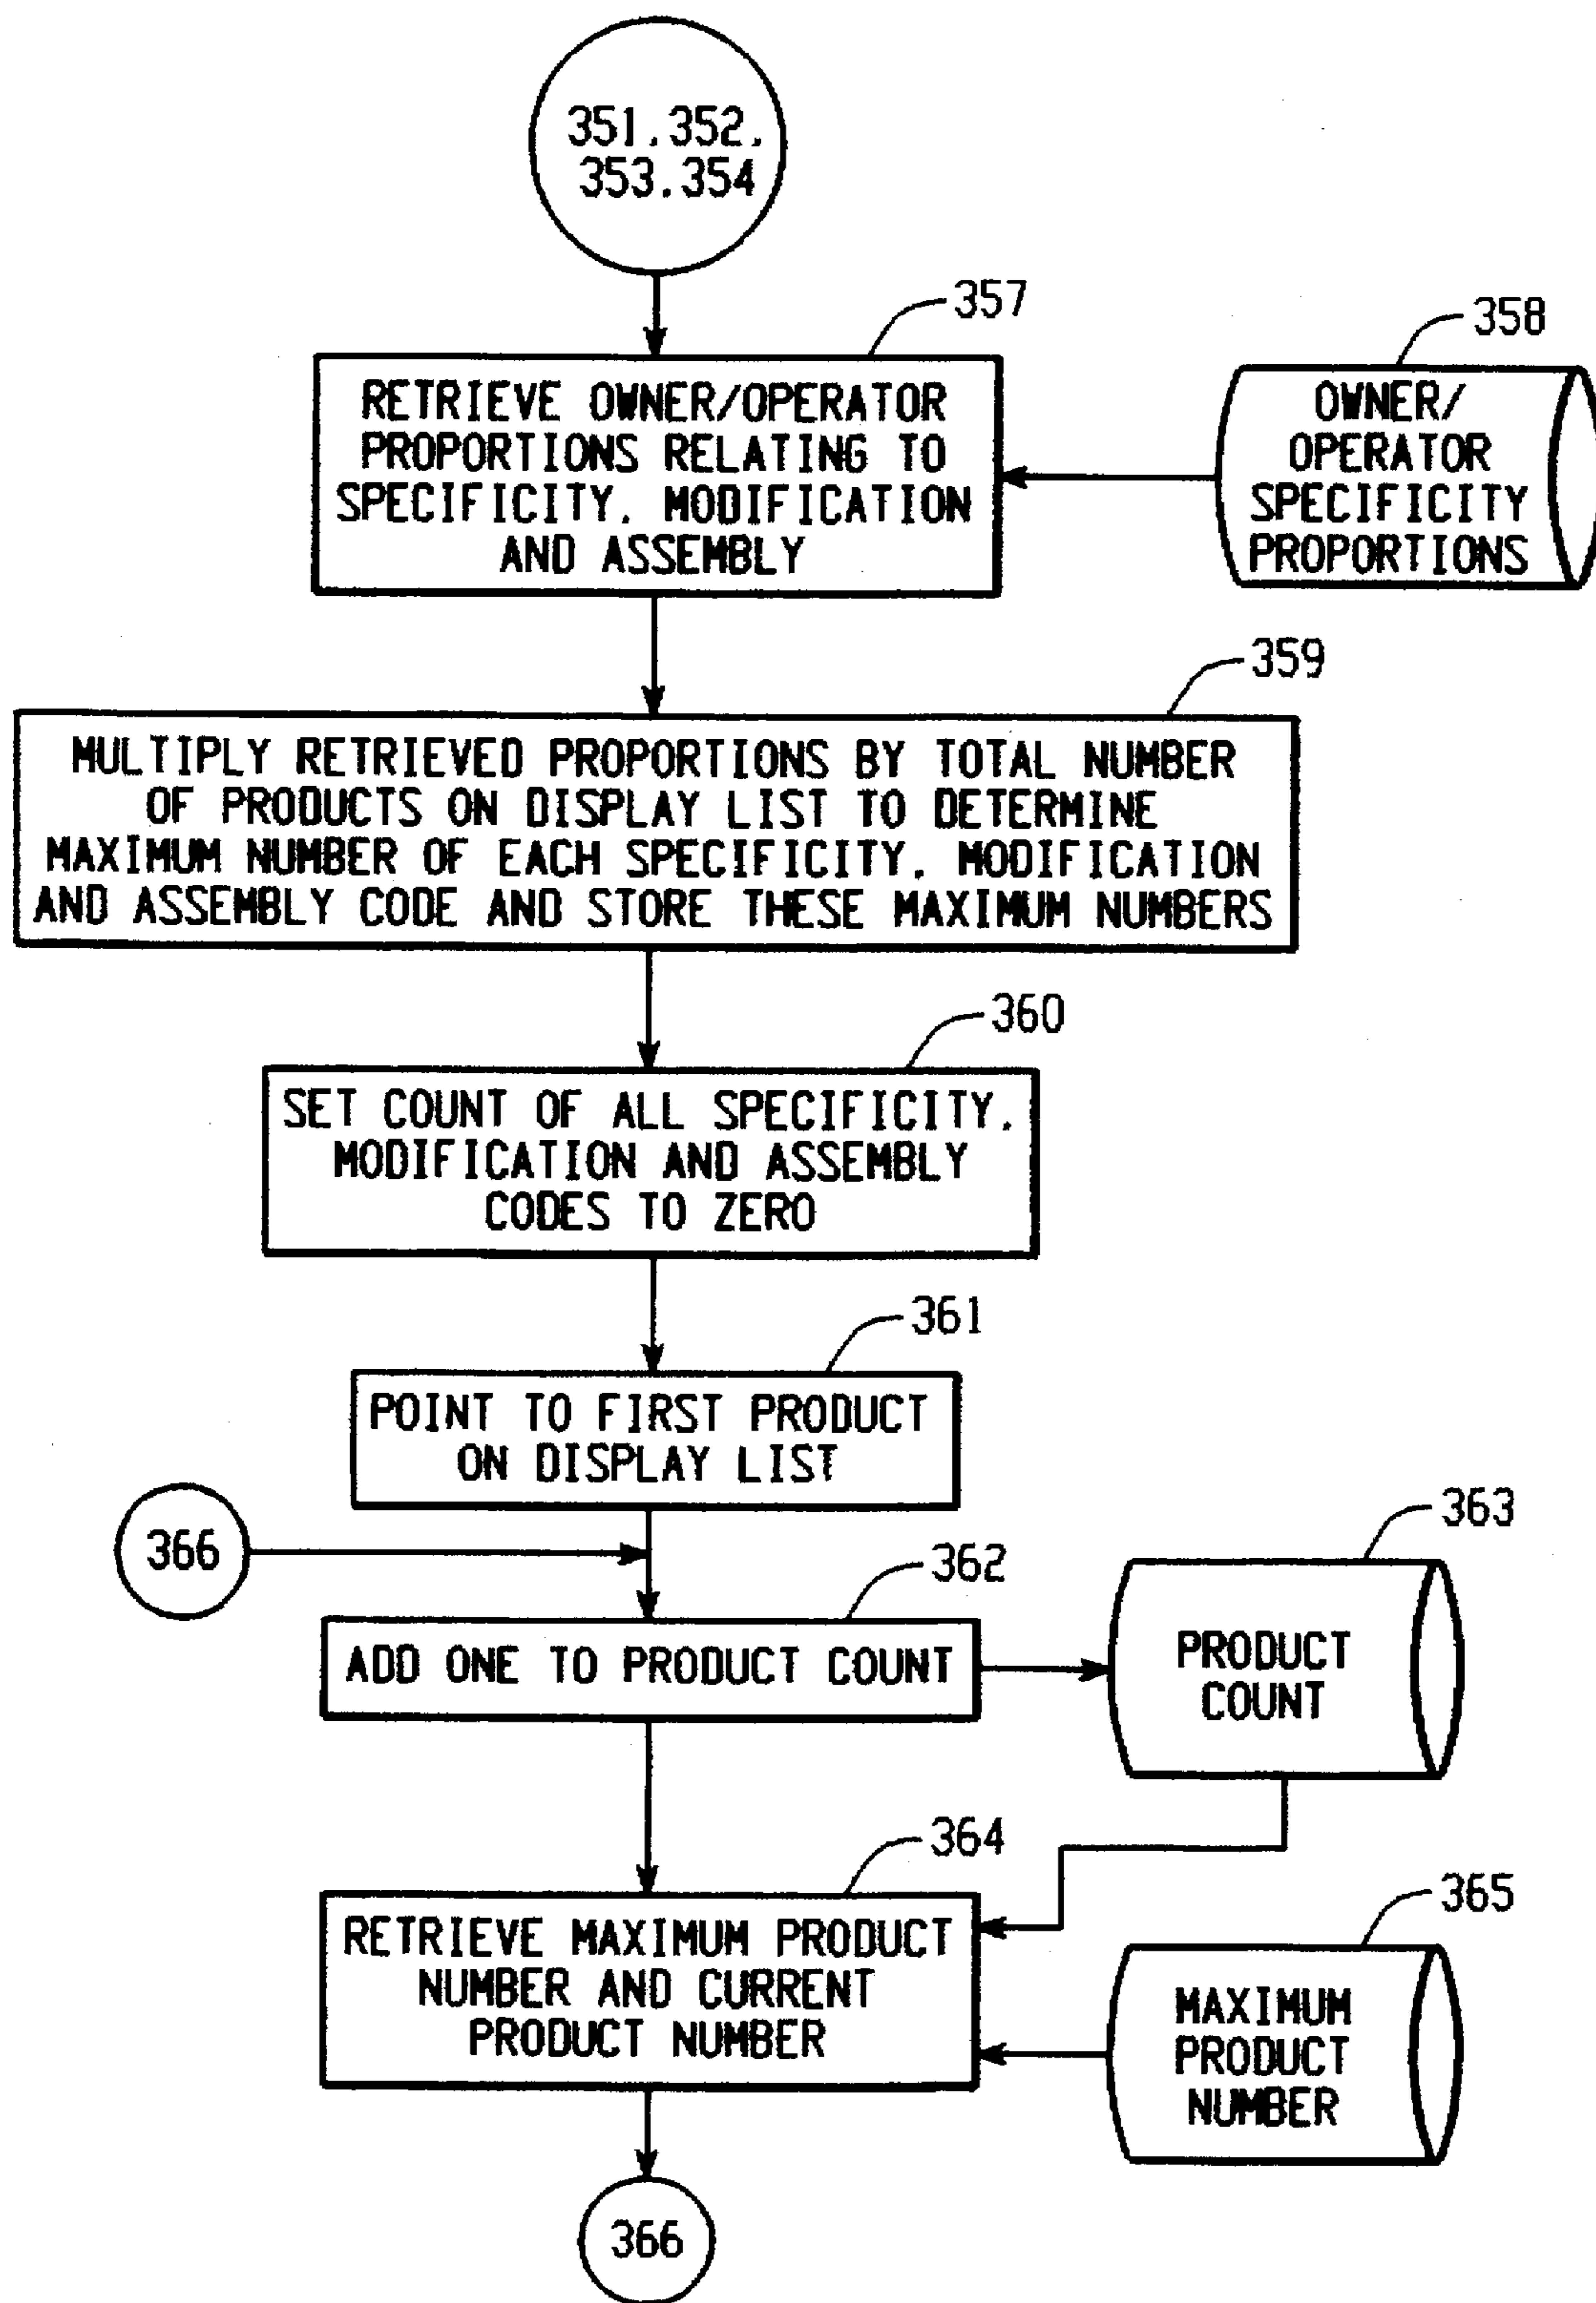 351.352.
353.354
357
358
RETRIEVE OWNER/OPERATOR
PROPORTIONS RELATING TO
SPECIFICITY. MODIFICATION
AND ASSEMBLY
OWNER/
OPERATOR
SPECIFICITY
PROPORTIONS
359
MULTIPLY RETRIEVED PROPORTIONS BY TOTAL NUMBER
OF PRODUCTS ON DISPLAY LIST TO DETERMINE
MAXIMUM NUMBER OF EACH SPECIFICITY. MODIFICATION
AND ASSEMBLY CODE AND STORE THESE MAXIMUM NUMBERS
360
SET COUNT OF ALL SPECIFICITY.
MODIFICATION AND ASSEMBLY
CODES TO ZERO
361
POINT TO FIRST PRODUCT
ON DISPLAY LIST
366
362
363
ADD ONE TO PRODUCT COUNT
PRODUCT
COUNT
364
365
RETRIEVE MAXIMUM PRODUCT
NUMBER AND CURRENT
PRODUCT NUMBER
MAXIMUM
PRODUCT
NUMBER
366